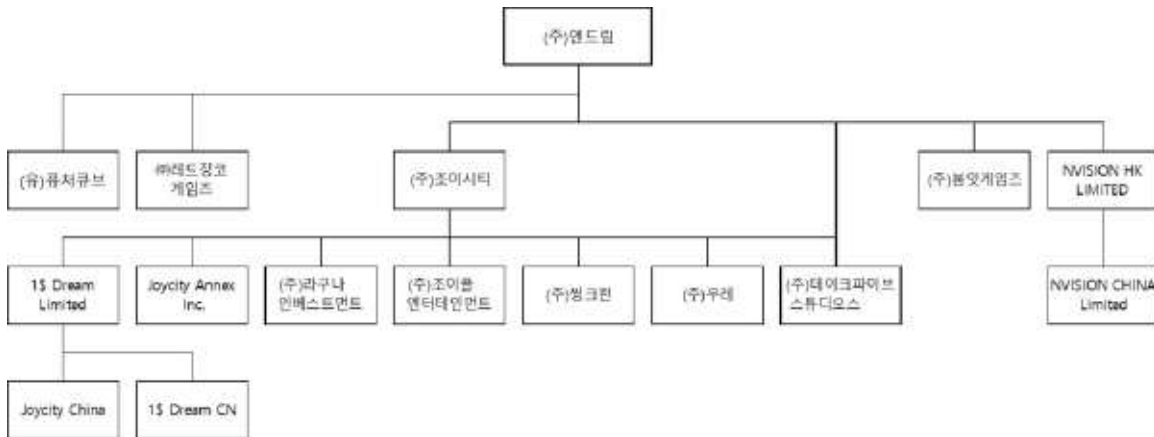 (주)엔드림
(유)퓨처큐브
㈜레드징코
게임즈
(주)조이시티
(주)봄잇게임즈
NVISION HK
LIMITED
1$ Dream
Limited
Joycity Annex
Inc.
(주)라구나
인베스트먼트
(주)조이플
엔터테인먼트
(주)씽크펀
(주)우레
(주)테이크파이브
스튜디오스
NVISION CHINA
Limited
Joycity China
1$ Dream CN